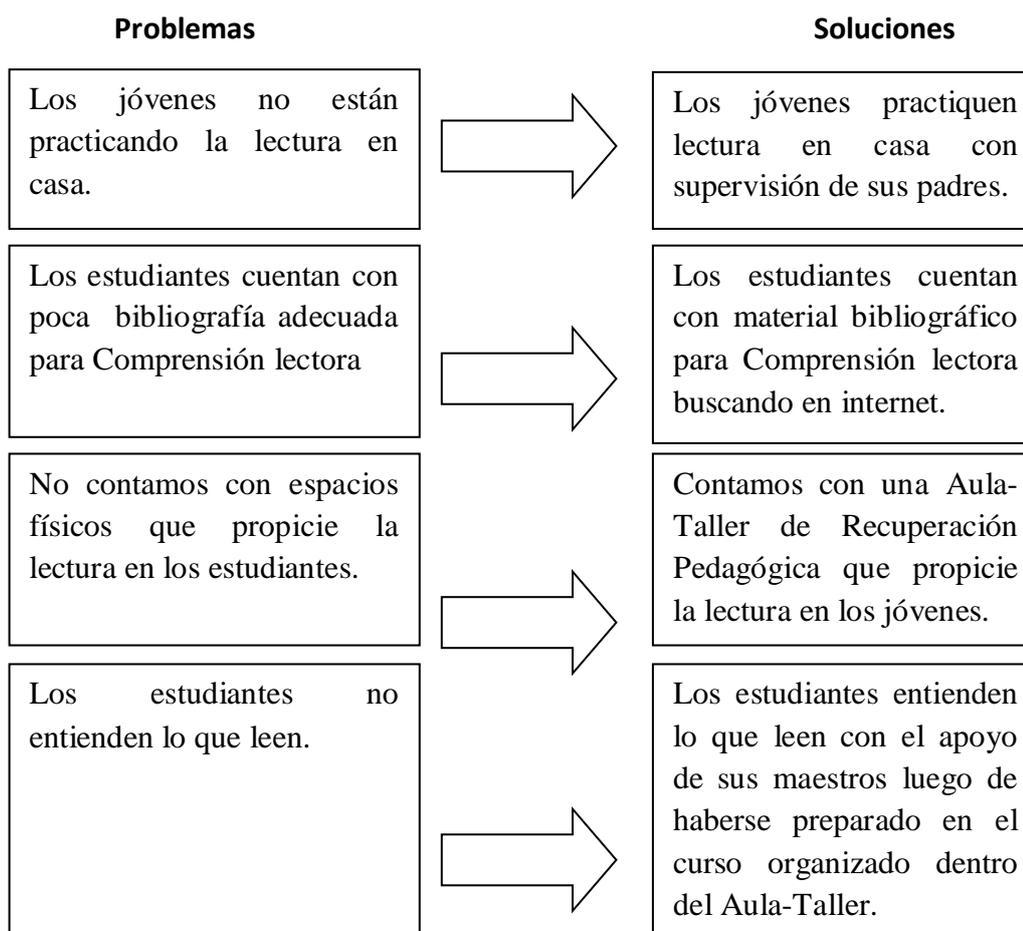 Problemas
Soluciones
Los jóvenes no están
practicando la lectura en
casa.
Los jóvenes practiquen
lectura en casa con
supervisión de sus padres.
Los estudiantes cuentan con
poca bibliografía adecuada
para Comprensión lectora
Los estudiantes cuentan
con material bibliográfico
para Comprensión lectora
buscando en internet.
No contamos con espacios
físicos que propicie la
lectura en los estudiantes.
Contamos con una Aula-
Taller de Recuperación
Pedagógica que propicie
la lectura en los jóvenes.
Los estudiantes no
entienden lo que leen.
Los estudiantes entienden
lo que leen con el apoyo
de sus maestros luego de
haberse preparado en el
curso organizado dentro
del Aula-Taller.